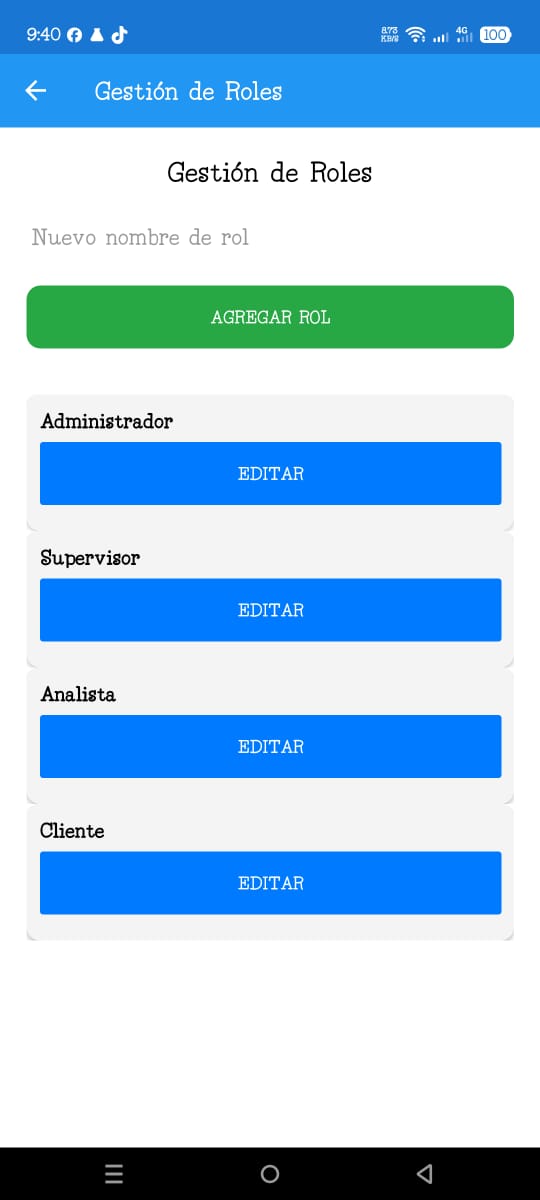 9:40
8.73 KB/S 4G 100
Gestión de Roles
Gestión de Roles
Nuevo nombre de rol
AGREGAR ROL
Administrador
EDITAR
Supervisor
EDITAR
Analista
EDITAR
Cliente
EDITAR